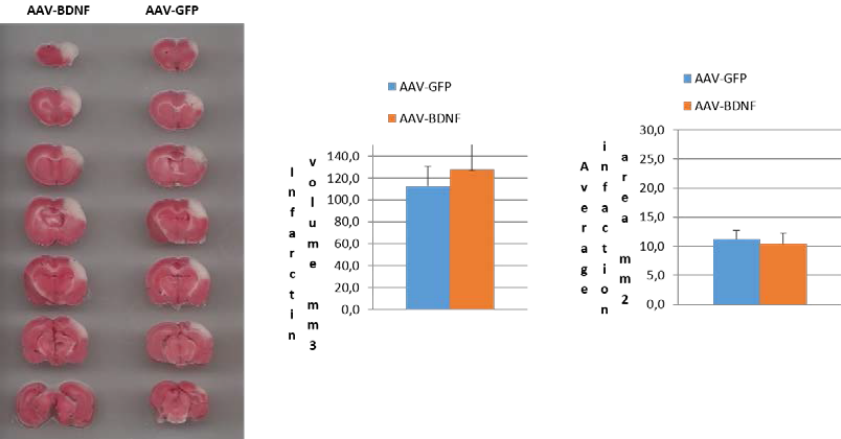 AAV-BDNF AAV-GFP
AAV-GFP
AAV-BDNF
Infarctin
volume mm3
140,0
120,0
100,0
80,0
60,0
40,0
20,0
0,0
AAV-GFP
AAV-BDNF
Average
infaction
area mm2
30,0
25,0
20,0
15,0
10,0
5,0
0,0